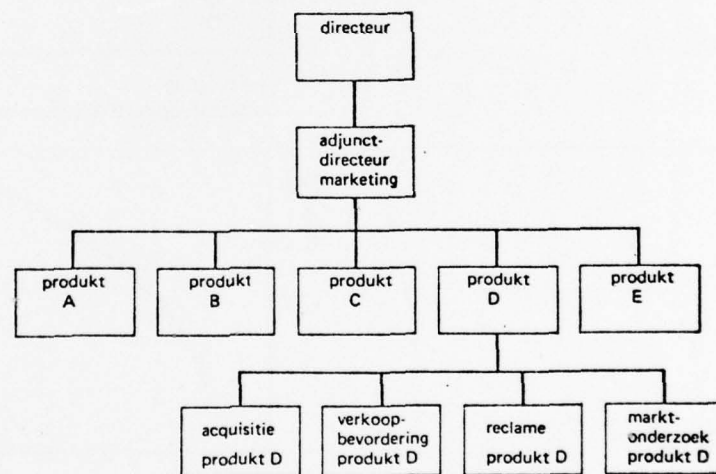 directeur
adjunct-
directeur
marketing
produkt
A
produkt
B
produkt
C
produkt
D
produkt
E
acquisitie
produkt D
verkoop-
bevordering
produkt D
reclame
produkt D
markt-
onderzoek
produkt D